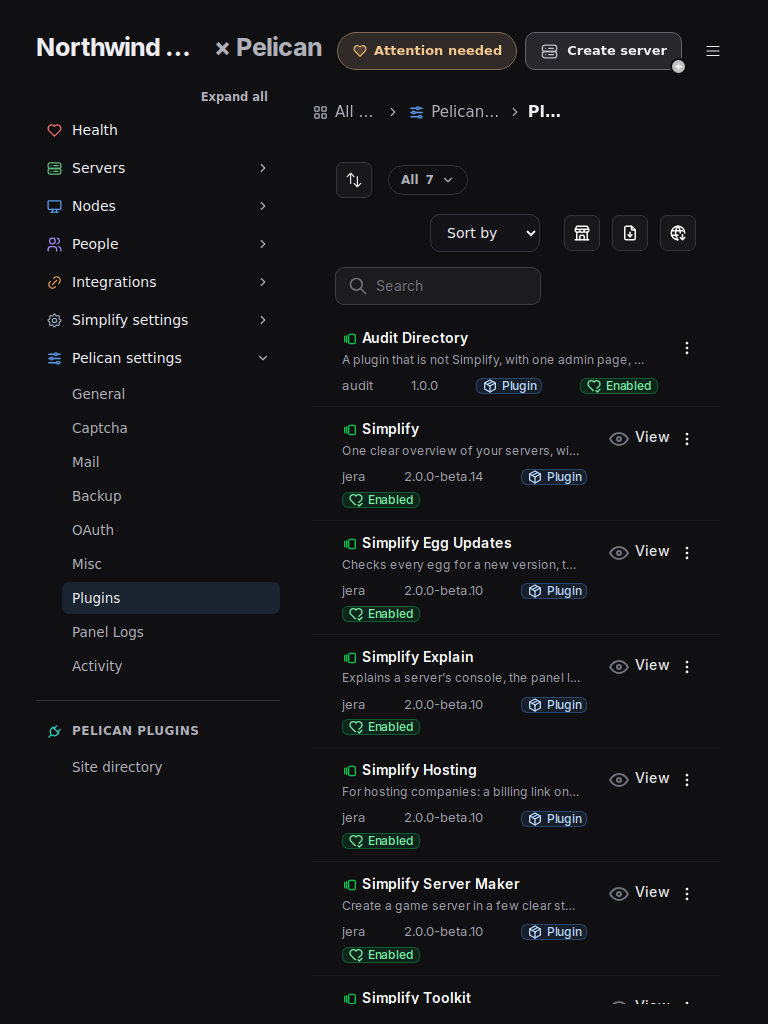 Northwind ... × Pelican
Attention needed
Create server
Expand all
Health
Servers
Nodes
People
Integrations
Simplify settings
Pelican settings
General
Captcha
Mail
Backup
OAuth
Misc
Plugins
Panel Logs
Activity
PELICAN PLUGINS
Site directory
All ... > Pelican... > Pl...
All 7
Sort by
Search
Audit Directory
A plugin that is not Simplify, with one admin page, ...
audit 1.0.0 Plugin Enabled
Simplify
View
One clear overview of your servers, wi...
jera 2.0.0-beta.14 Plugin
Enabled
Simplify Egg Updates
View
Checks every egg for a new version, t...
jera 2.0.0-beta.10 Plugin
Enabled
Simplify Explain
View
Explains a server's console, the panel l...
jera 2.0.0-beta.10 Plugin
Enabled
Simplify Hosting
View
For hosting companies: a billing link on...
jera 2.0.0-beta.10 Plugin
Enabled
Simplify Server Maker
View
Create a game server in a few clear st...
jera 2.0.0-beta.10 Plugin
Enabled
Simplify Toolkit
View